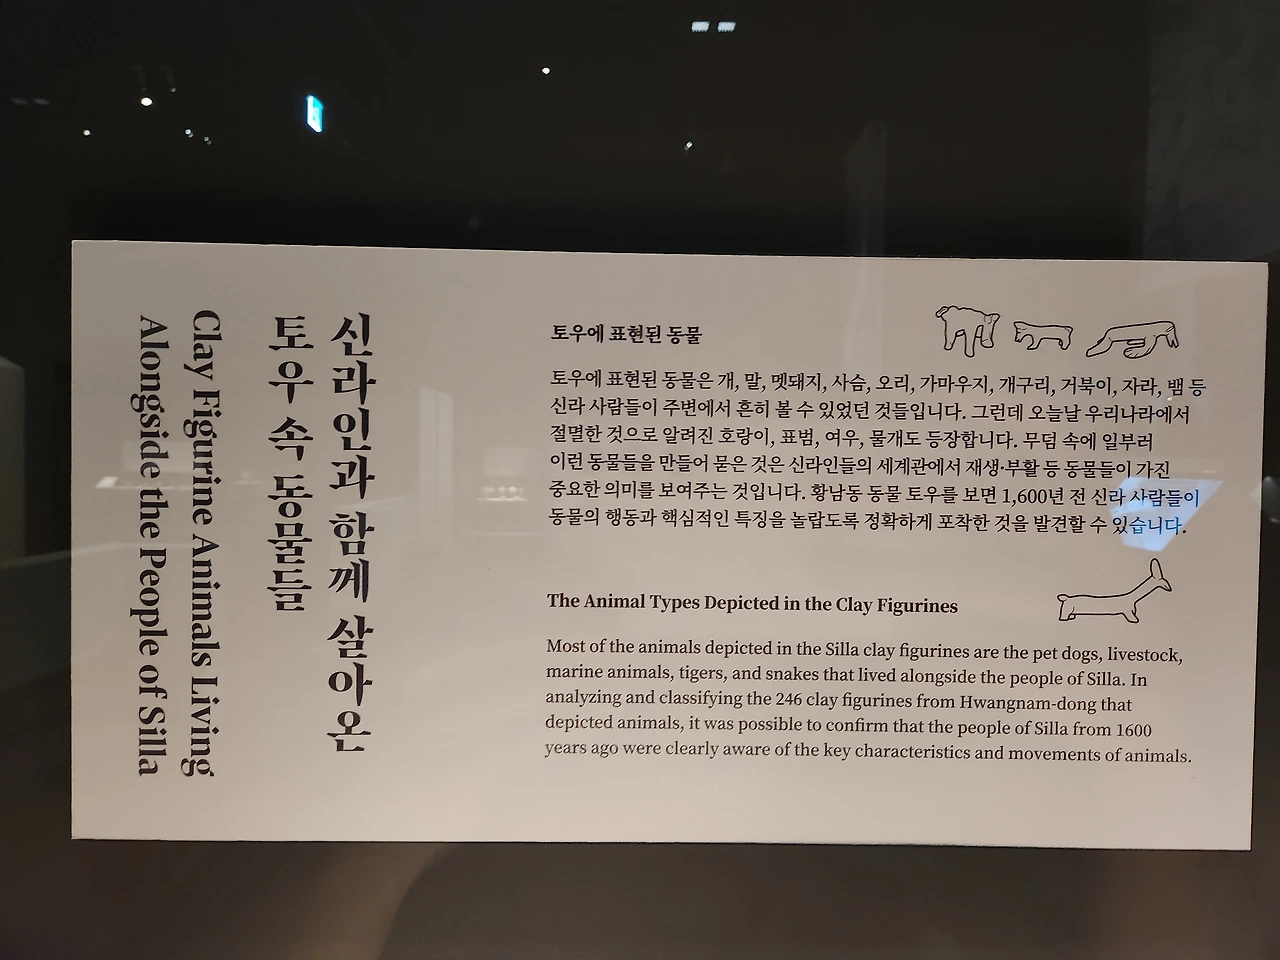 신라인과 함께 살아온
토우 속 동물들
Clay Figurine Animals Living
Alongside the People of Silla
토우에 표현된 동물
토우에 표현된 동물은 개, 말, 멧돼지, 사슴, 오리, 가마우지, 개구리, 거북이, 자라, 뱀 등
신라 사람들이 주변에서 흔히 볼 수 있었던 것들입니다. 그런데 오늘날 우리나라에서
절멸한 것으로 알려진 호랑이, 표범, 여우, 물개도 등장합니다. 무덤 속에 일부러
이런 동물들을 만들어 묻은 것은 신라인들의 세계관에서 재생·부활 등 동물들이 가진
중요한 의미를 보여주는 것입니다. 황남동 동물 토우를 보면 1,600년 전 신라 사람들이
동물의 행동과 핵심적인 특징을 놀랍도록 정확하게 포착한 것을 발견할 수 있습니다.
The Animal Types Depicted in the Clay Figurines
Most of the animals depicted in the Silla clay figurines are the pet dogs, livestock,
marine animals, tigers, and snakes that lived alongside the people of Silla. In
analyzing and classifying the 246 clay figurines from Hwangnam-dong that
depicted animals, it was possible to confirm that the people of Silla from 1600
years ago were clearly aware of the key characteristics and movements of animals.